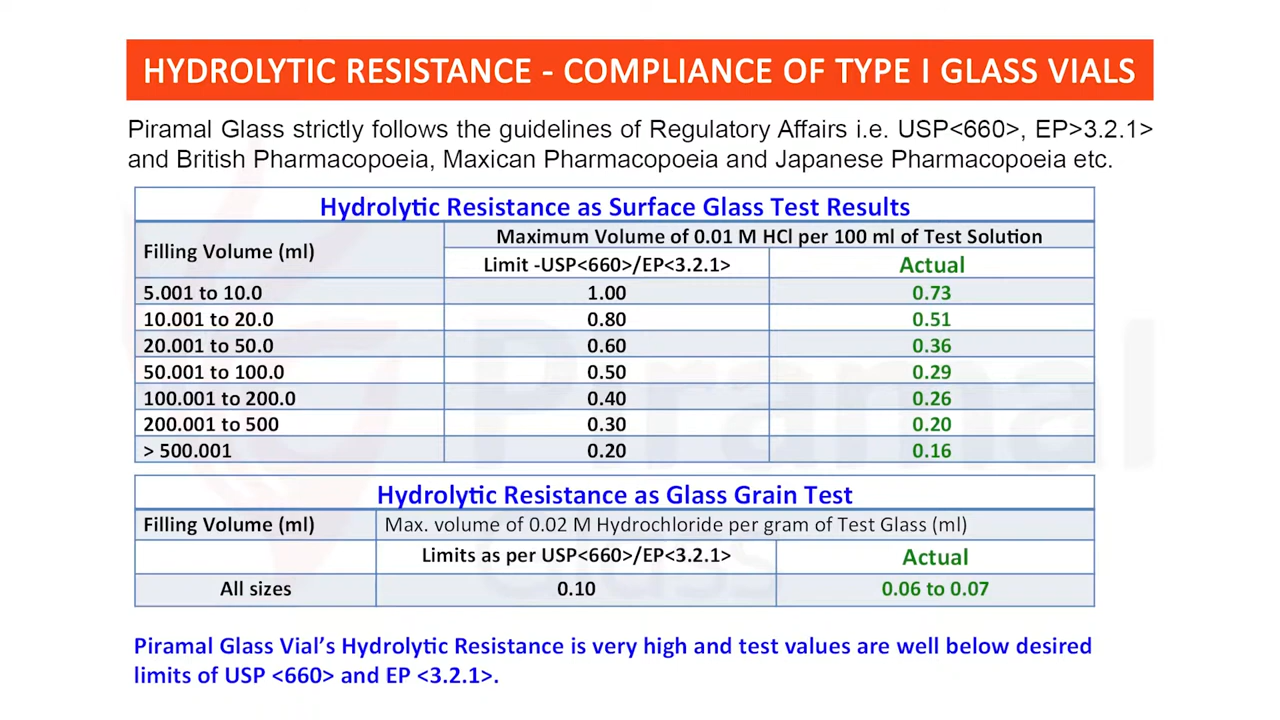 HYDROLYTIC RESISTANCE - COMPLIANCE OF TYPE I GLASS VIALS
Piramal Glass strictly follows the guidelines of Regulatory Affairs i.e. USP<660>, EP>3.2.1>
and British Pharmacopoeia, Maxican Pharmacopoeia and Japanese Pharmacopoeia etc.
Hydrolytic Resistance as Surface Glass Test Results
Filling Volume (ml)
Maximum Volume of 0.01 M HCl per 100 ml of Test Solution
Limit -USP<660>/EP<3.2.1> Actual
5.001 to 10.0 1.00 0.73
10.001 to 20.0 0.80 0.51
20.001 to 50.0 0.60 0.36
50.001 to 100.0 0.50 0.29
100.001 to 200.0 0.40 0.26
200.001 to 500 0.30 0.20
> 500.001 0.20 0.16
Hydrolytic Resistance as Glass Grain Test
Filling Volume (ml) Max. volume of 0.02 M Hydrochloride per gram of Test Glass (ml)
Limits as per USP<660>/EP<3.2.1> Actual
All sizes 0.10 0.06 to 0.07
Piramal Glass Vial's Hydrolytic Resistance is very high and test values are well below desired
limits of USP <660> and EP <3.2.1>.
Piramal
Glass